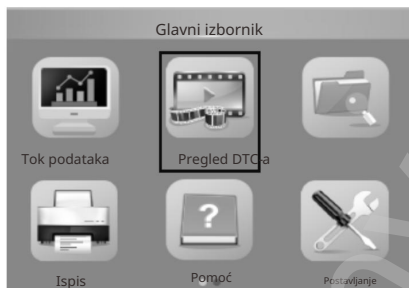 Glavni izbornik
Tok podataka
Pregled DTC-a
Ispis
Pomoć
Postavljanje